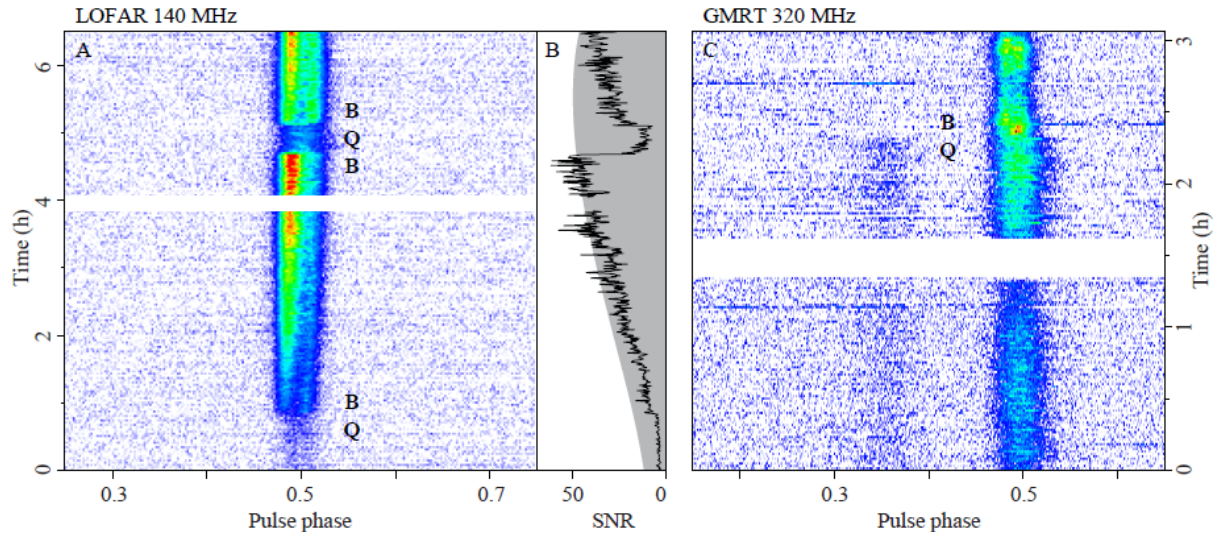 LOFAR 140 MHz
GMRT 320 MHz
A
B
C
6
4
2
0
Time (h)
B
Q
B
B
Q
0.3
0.5
0.7
Pulse phase
50
0
SNR
B
Q
0.3
0.5
Pulse phase
3
2
1
0
Time (h)